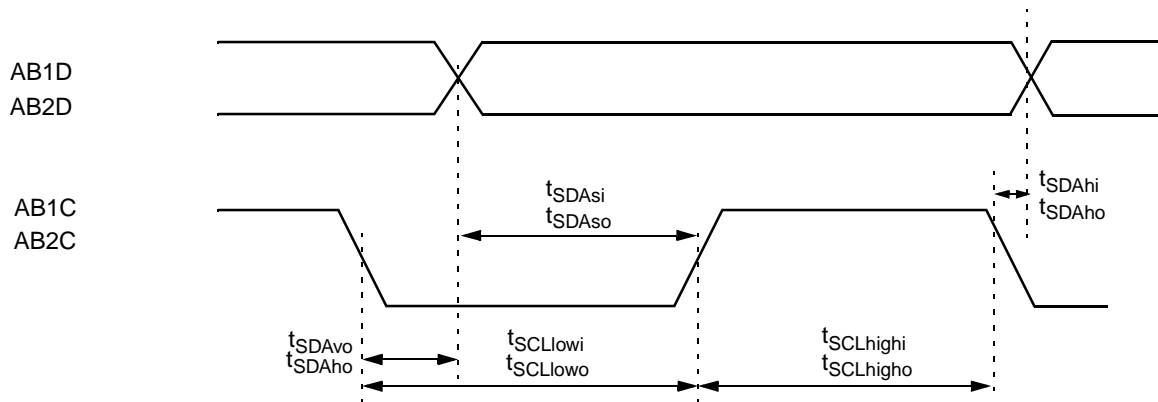 AB1D
AB2D
AB1C
AB2C
tSDAsi
tSDAso
tSDAhi
tSDAho
tSDAvo
tSDAho
tSCLlowi
tSCLlowo
tSCLhighi
tSCLhigho